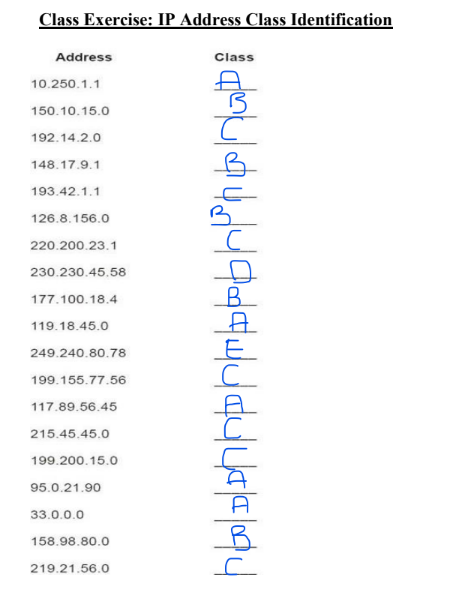 Class Exercise: IP Address Class Identification
Address Class
10.250.1.1 A
150.10.15.0 B
192.14.2.0 C
148.17.9.1 B
193.42.1.1 C
126.8.156.0 B
220.200.23.1 C
230.230.45.58 D
177.100.18.4 B
119.18.45.0 A
249.240.80.78 E
199.155.77.56 C
117.89.56.45 A
215.45.45.0 C
199.200.15.0 C
95.0.21.90 A
33.0.0.0 A
158.98.80.0 B
219.21.56.0 C